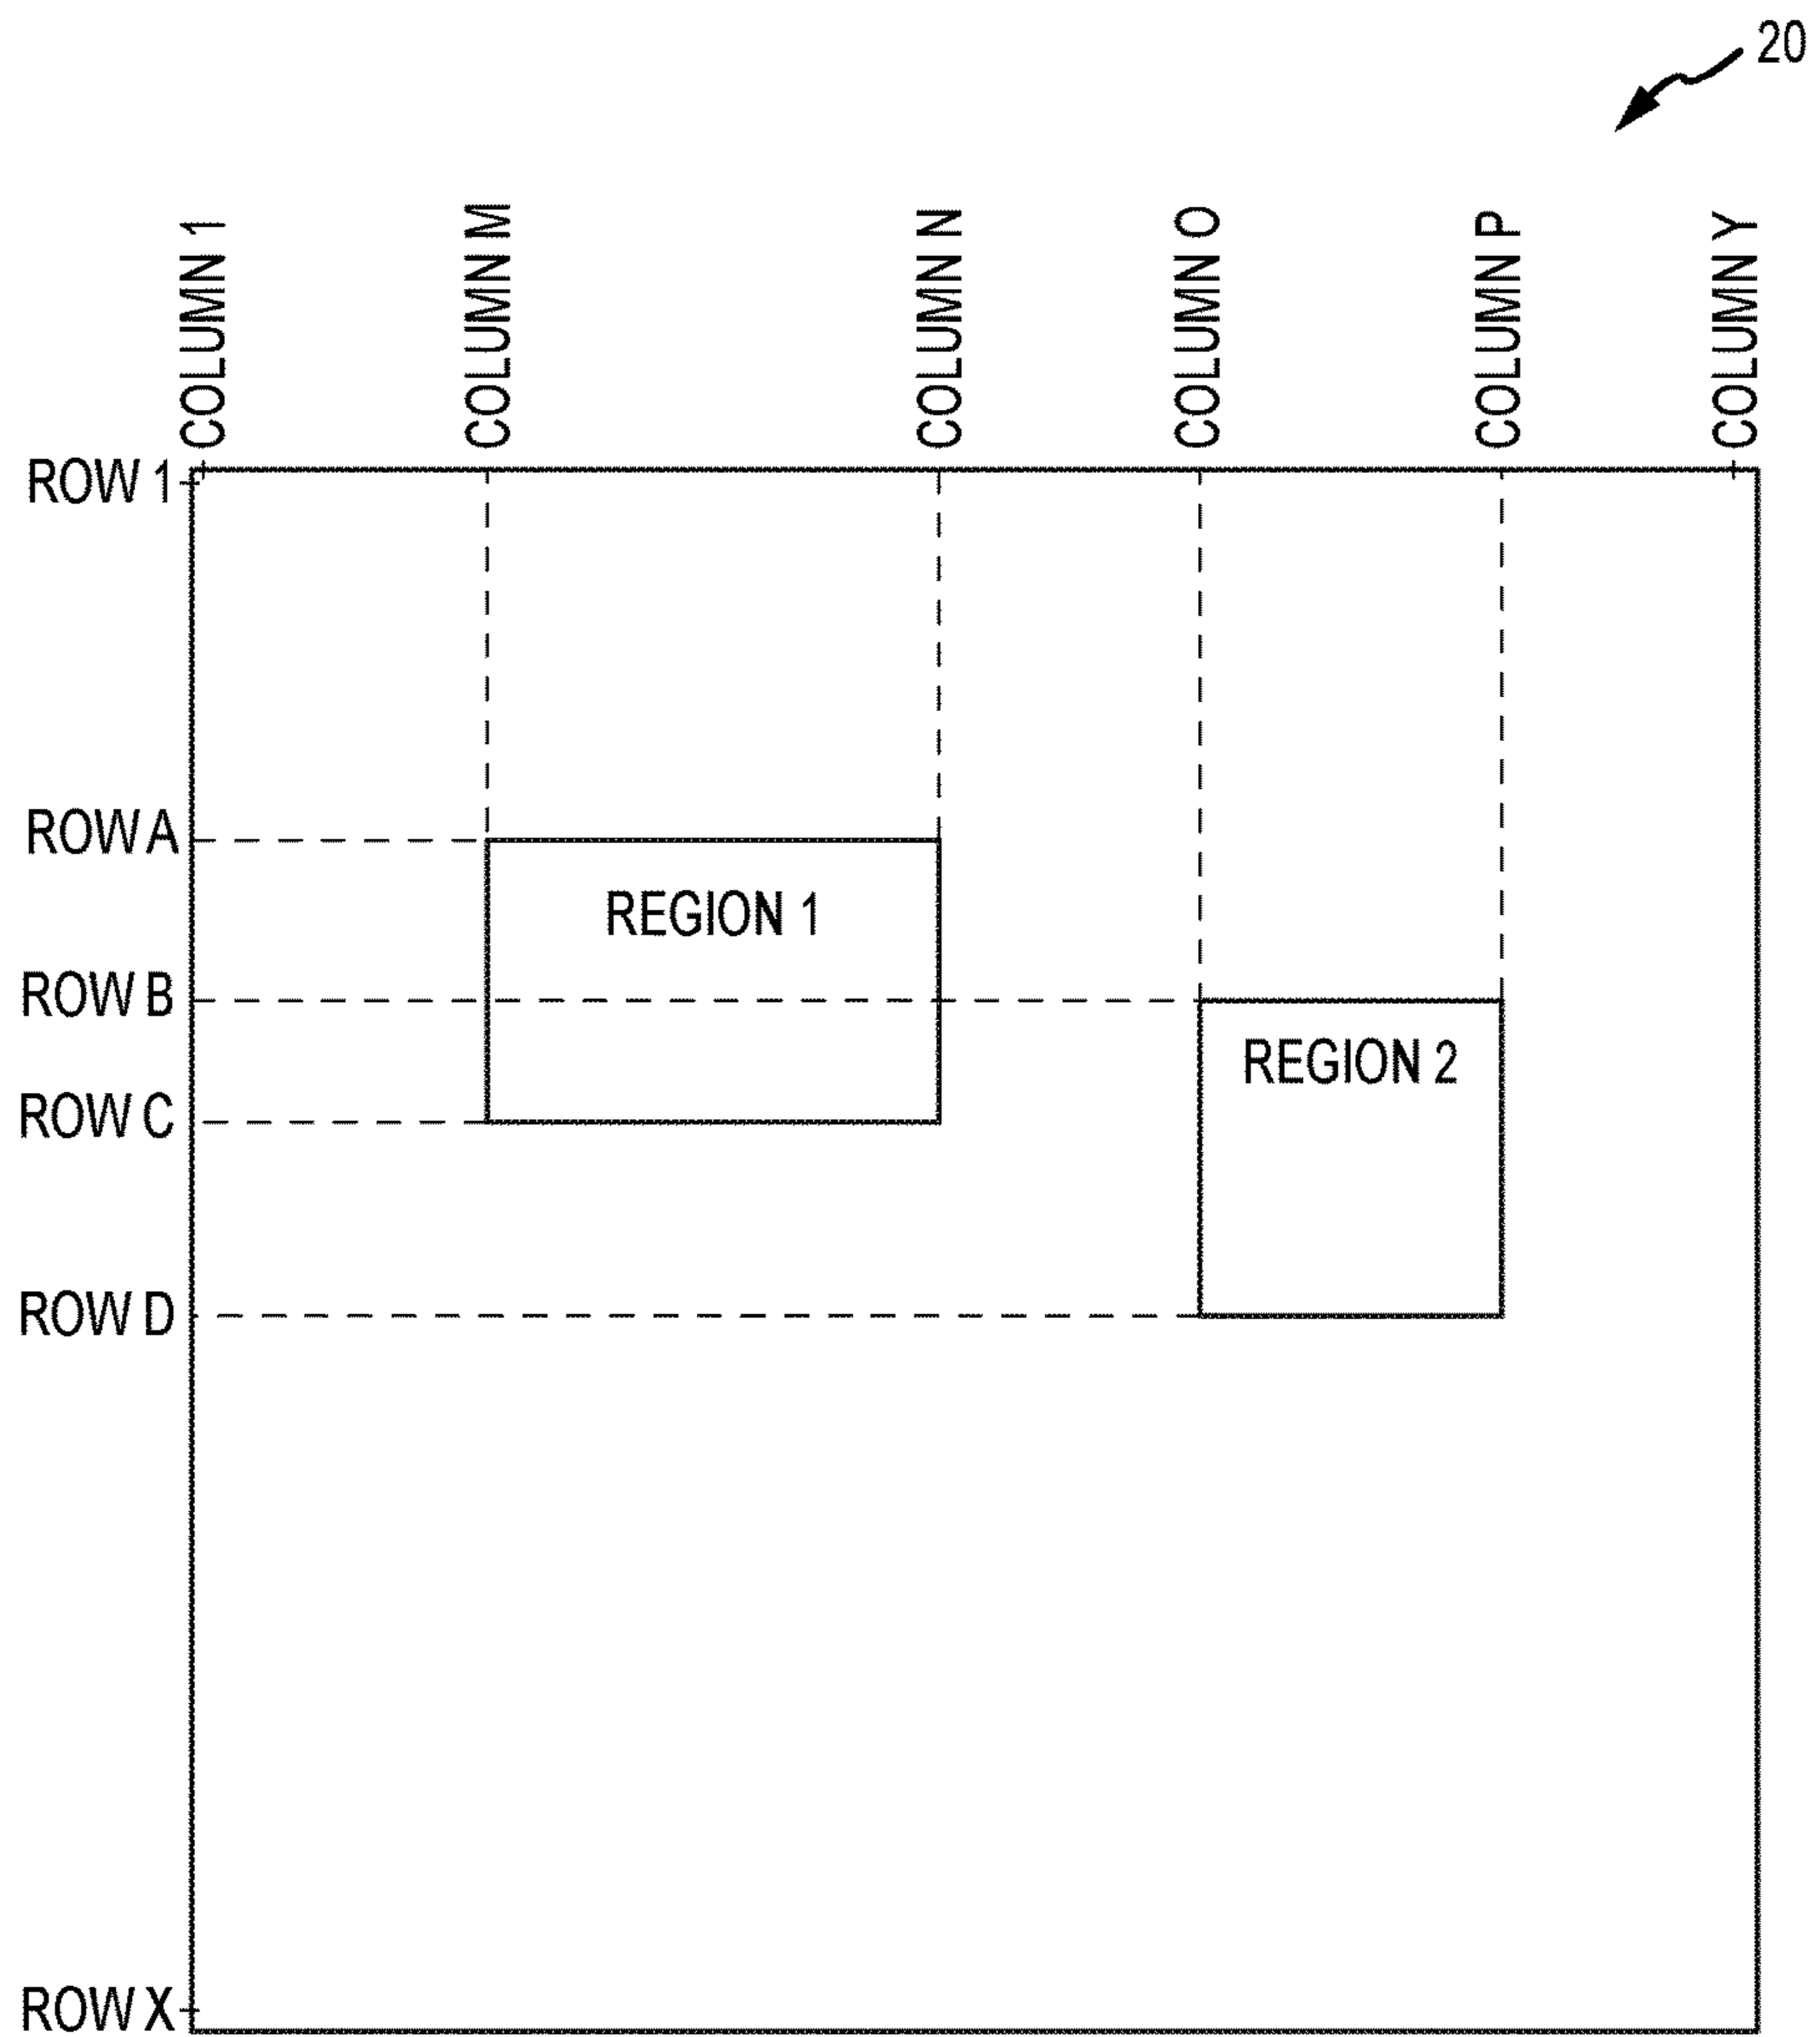 20
COLUMN 1
COLUMN M
COLUMN N
COLUMN O
COLUMN P
COLUMN Y
ROW 1
ROW A
REGION 1
ROW B
REGION 2
ROW C
ROW D
ROW X